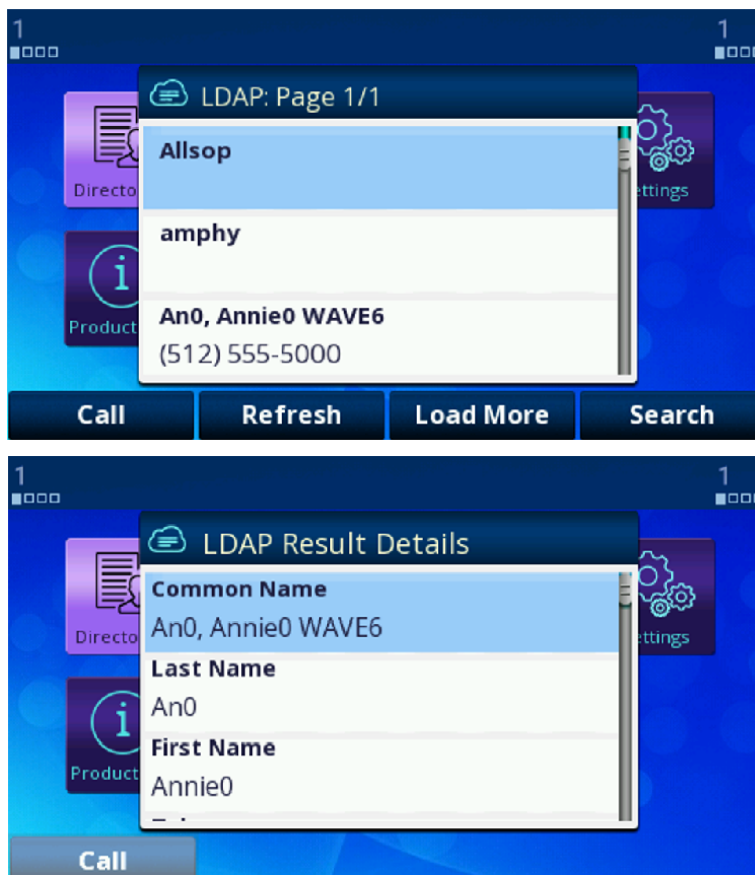 1
1
LDAP: Page 1/1
Allsop
Directo
ettings
amphy
Product
An0, Annie0 WAVE6
(512) 555-5000
Call
Refresh
Load More
Search
1
1
LDAP Result Details
Common Name
An0, Annie0 WAVE6
Directo
ettings
Last Name
An0
First Name
Product
Annie0
Call